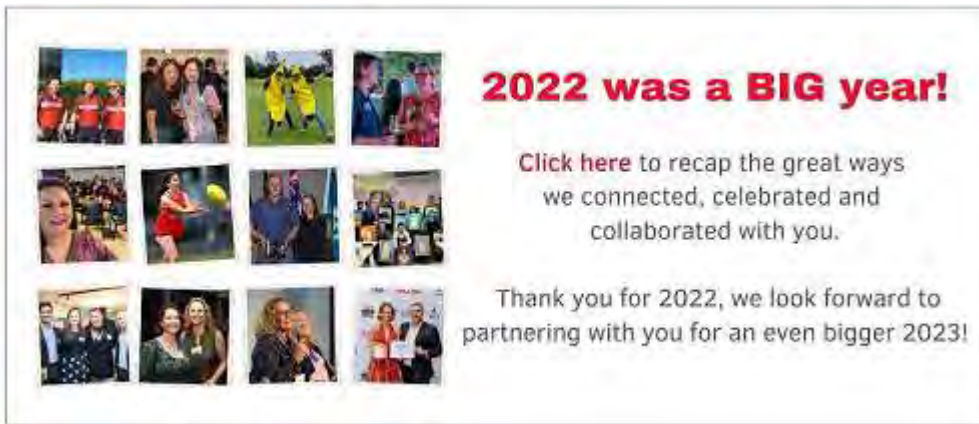 2022 was a BIG year!
Click here to recap the great ways
we connected, celebrated and
collaborated with you.
Thank you for 2022, we look forward to
partnering with you for an even bigger 2023!